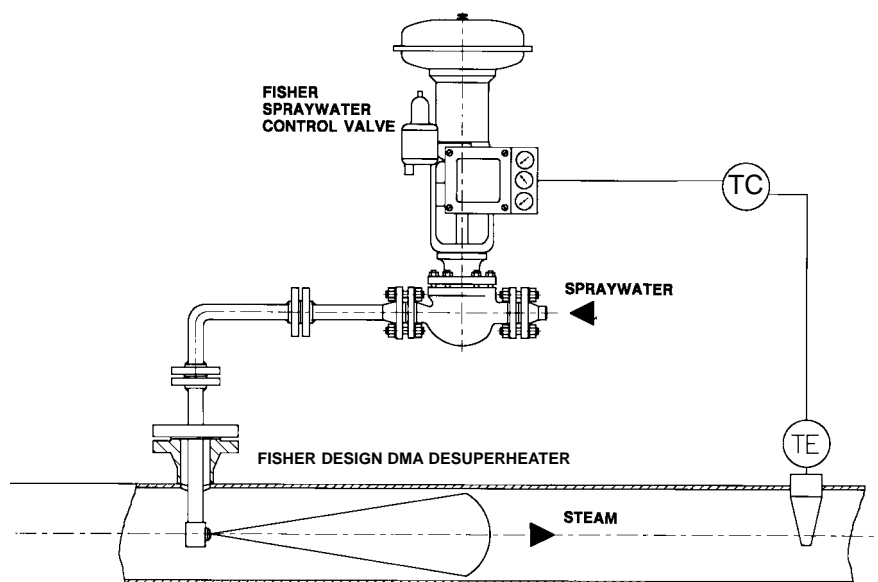 FISHER
SPRAYWATER
CONTROL VALVE
TC
SPRAYWATER
TE
FISHER DESIGN DMA DESUPERHEATER
STEAM